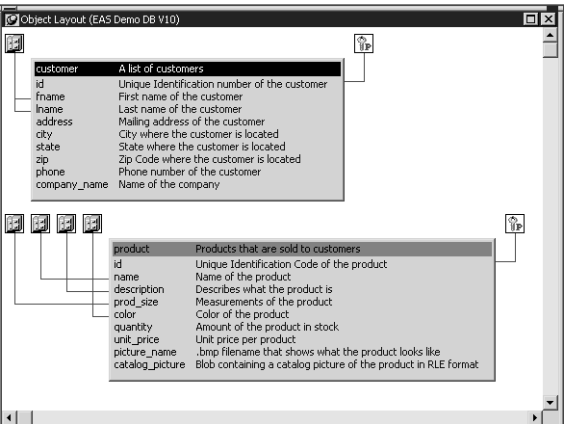 Object Layout (EAS Demo DB V10)
P
customer A list of customers
id Unique Identification number of the customer
fname First name of the customer
lname Last name of the customer
address Mailing address of the customer
city City where the customer is located
state State where the customer is located
zip Zip Code where the customer is located
phone Phone number of the customer
company_name Name of the company
P
product Products that are sold to customers
id Unique Identification Code of the product
name Name of the product
description Describes what the product is
prod_size Measurements of the product
color Color of the product
quantity Amount of the product in stock
unit_price Unit price per product
picture_name .bmp filename that shows what the product looks like
catalog_picture Blob containing a catalog picture of the product in RLE format